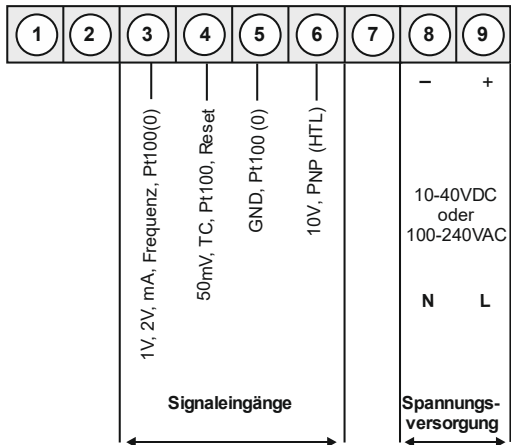 1 2 3 4 5 6 7 8 9
– +
1V, 2V, mA, Frequenz, Pt100(0)
50mV, TC, Pt100, Reset
GND, Pt100 (0)
10V, PNP (HTL)
10-40VDC
oder
100-240VAC
N L
Signaleingänge
Spannungs-
versorgung